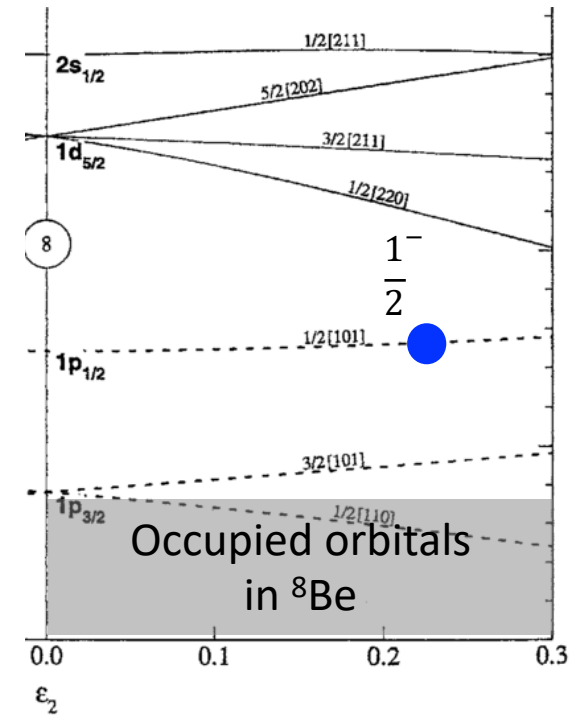 1/2[211]
2s1/2
5/2[202]
1d5/2
3/2[211]
1/2[220]
8
1⁻
2
1/2[101]
1p1/2
3/2[101]
1p3/2
1/2[110]
Occupied orbitals
in ⁸Be
0.0 0.1 0.2 0.3
ε2